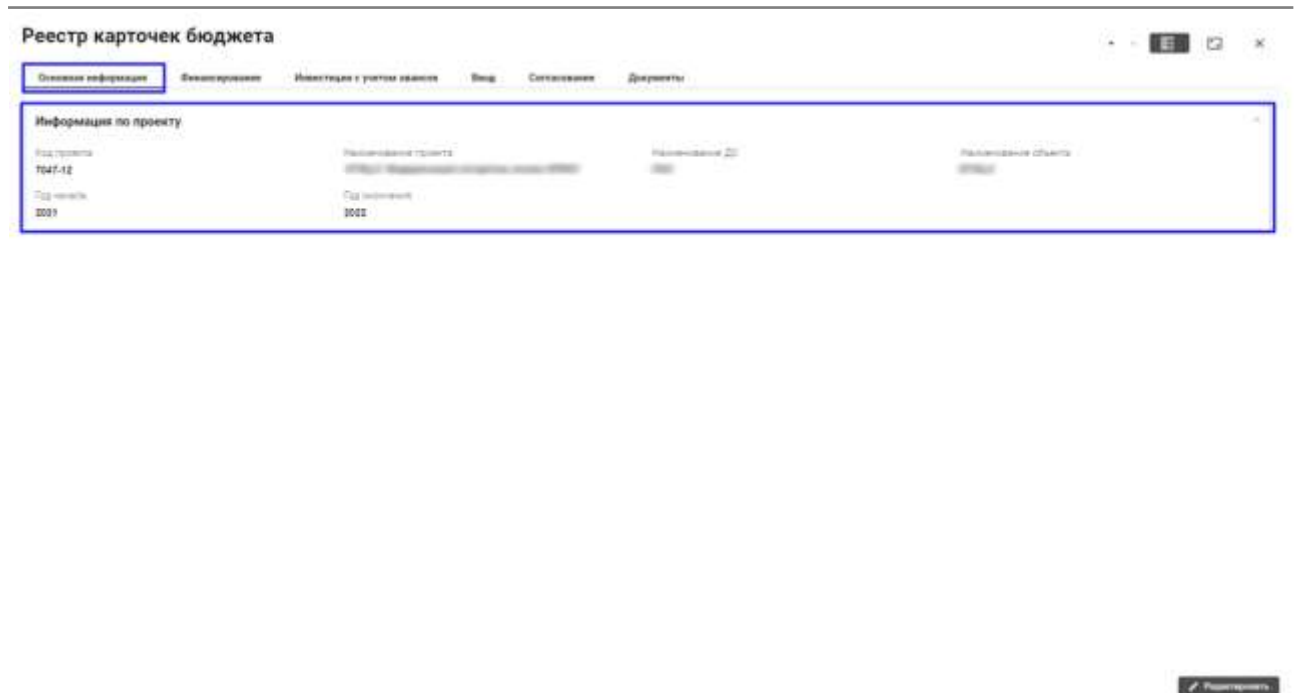 Реестр карточек бюджета
Основная информация Финансирование Инвестиции с учетом авансов Ввод Согласование Документы
Информация по проекту
Код проекта Наименование проекта Наименование ДО Наименование объекта
7047-12
Год начала Год окончания
2021 2022
Редактировать